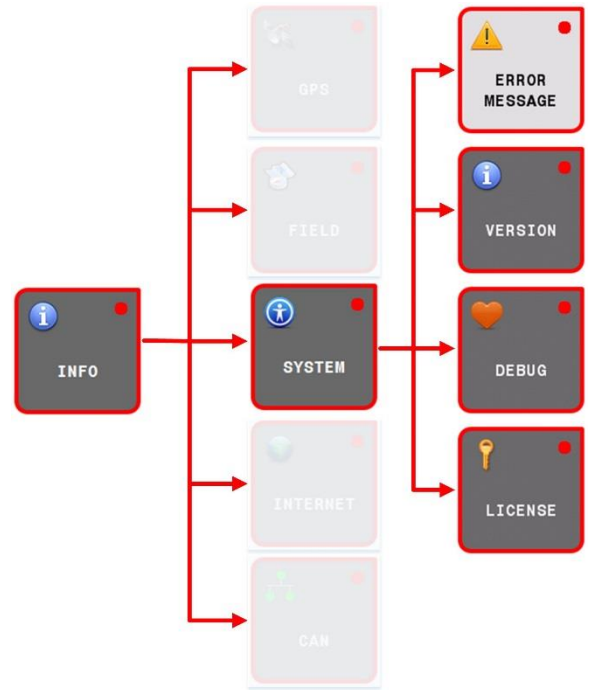 INFO
GPS
FIELD
SYSTEM
INTERNET
CAN
ERROR
MESSAGE
VERSION
DEBUG
LICENSE